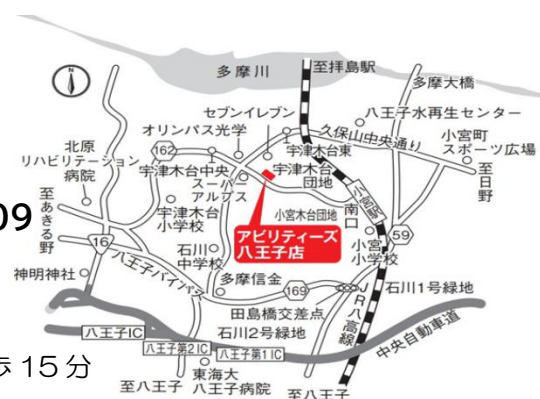 多摩川
至拝島駅
多摩大橋
セブンイレブン
八王子水再生センター
オリンパス光学
久保山中央通り
小宮町
スポーツ広場
北原
リハビリテーション
病院
162
宇津木台中央
宇津木台東
宇津木台
団地
スーパー
アルプス
至日野
至あきる野
宇津木台
小学校
小宮木台団地
南口
小宮駅
09
アビリティーズ
八王子店
16
石川
中学校
小宮
小学校
59
神明神社
八王子バイパス
多摩信金
169
石川1号緑地
田島橋交差点
JR八高線
八王子IC
石川2号緑地
中央自動車道
八王子第2IC
八王子第1IC
歩15分
至八王子
東海大
八王子病院
至八王子